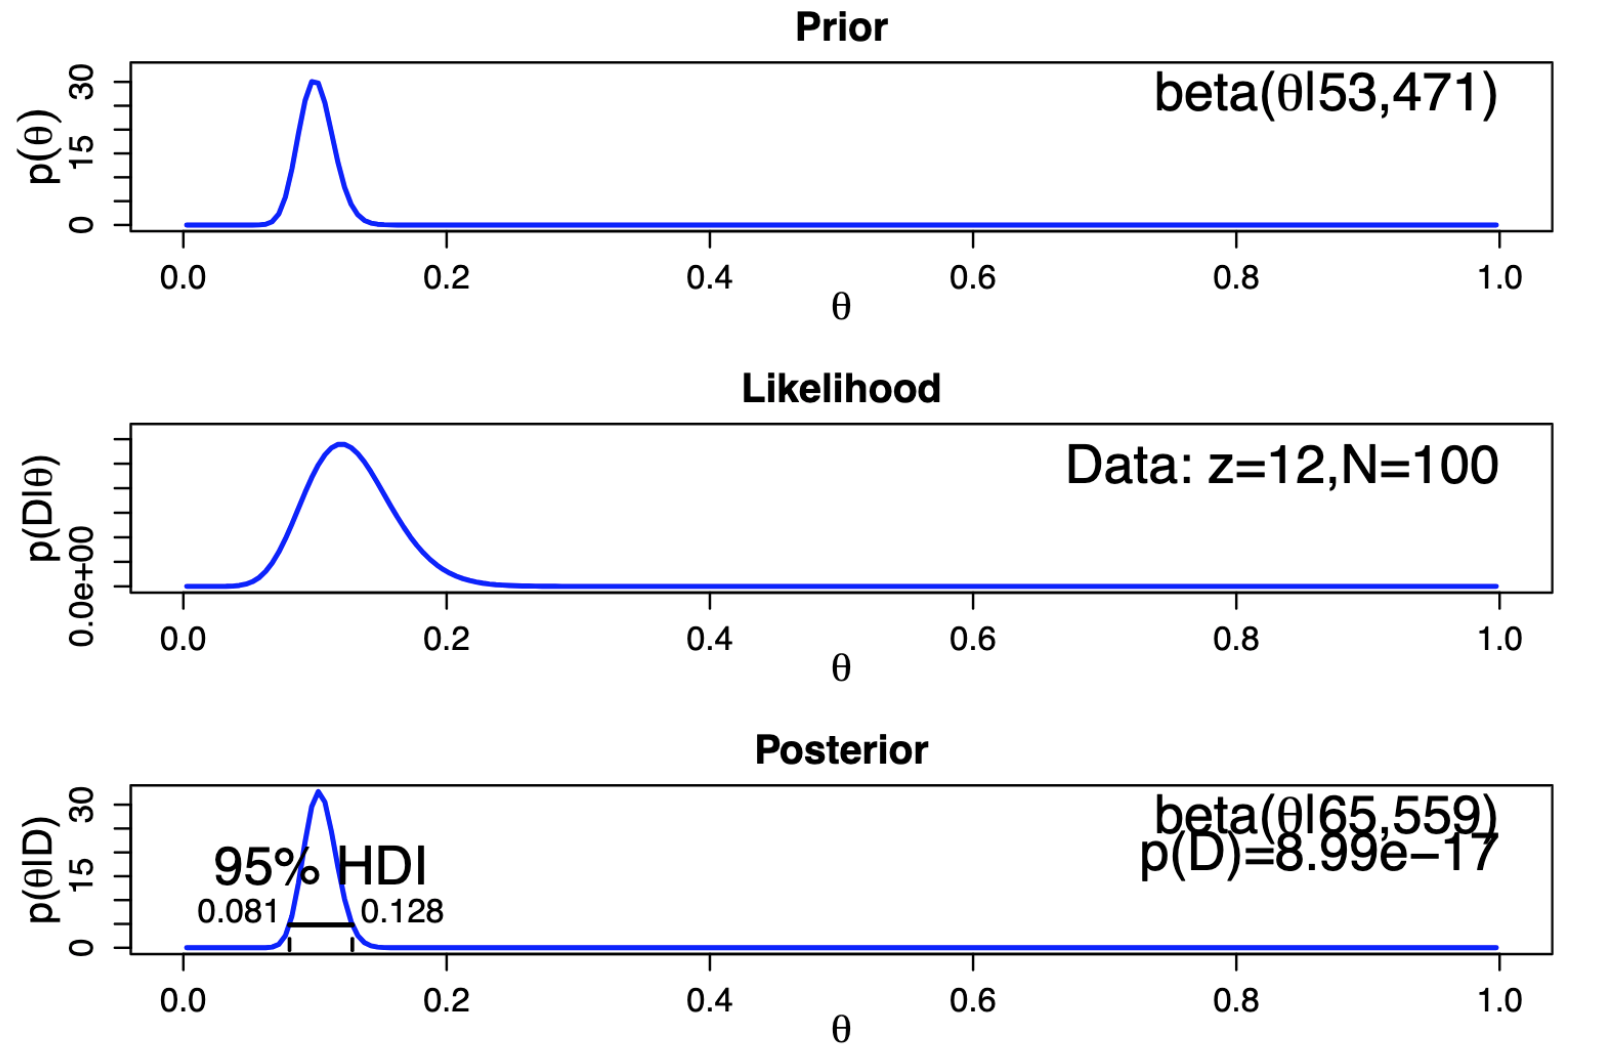 Prior
beta(θ|53,471)
p(θ)
0 15 30
0.0 0.2 0.4 0.6 0.8 1.0
θ
Likelihood
Data: z=12,N=100
p(D|θ)
0.0e+00
0.0 0.2 0.4 0.6 0.8 1.0
θ
Posterior
beta(θ|65,559)
p(D)=8.99e−17
95% HDI
0.081 0.128
p(θ|D)
0 15 30
0.0 0.2 0.4 0.6 0.8 1.0
θ